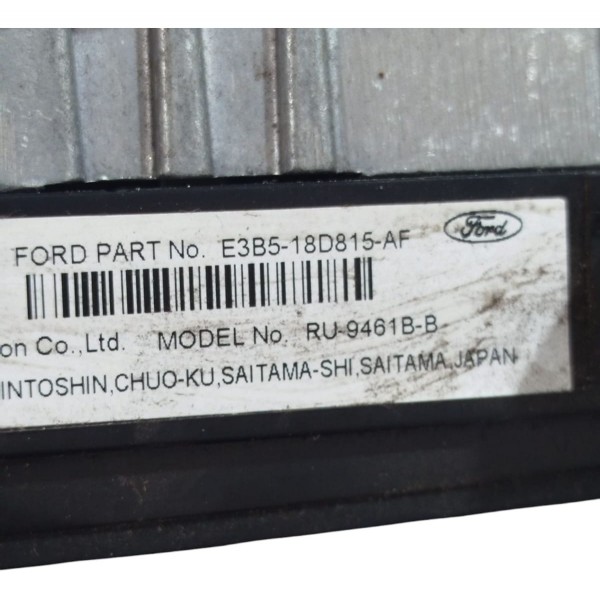 FORD PART No. E3B5-18D815-AF
Ford
on Co.,Ltd. MODEL No. RU-9461B-B
INTOSHIN,CHUO-KU,SAITAMA-SHI,SAITAMA,JAPAN